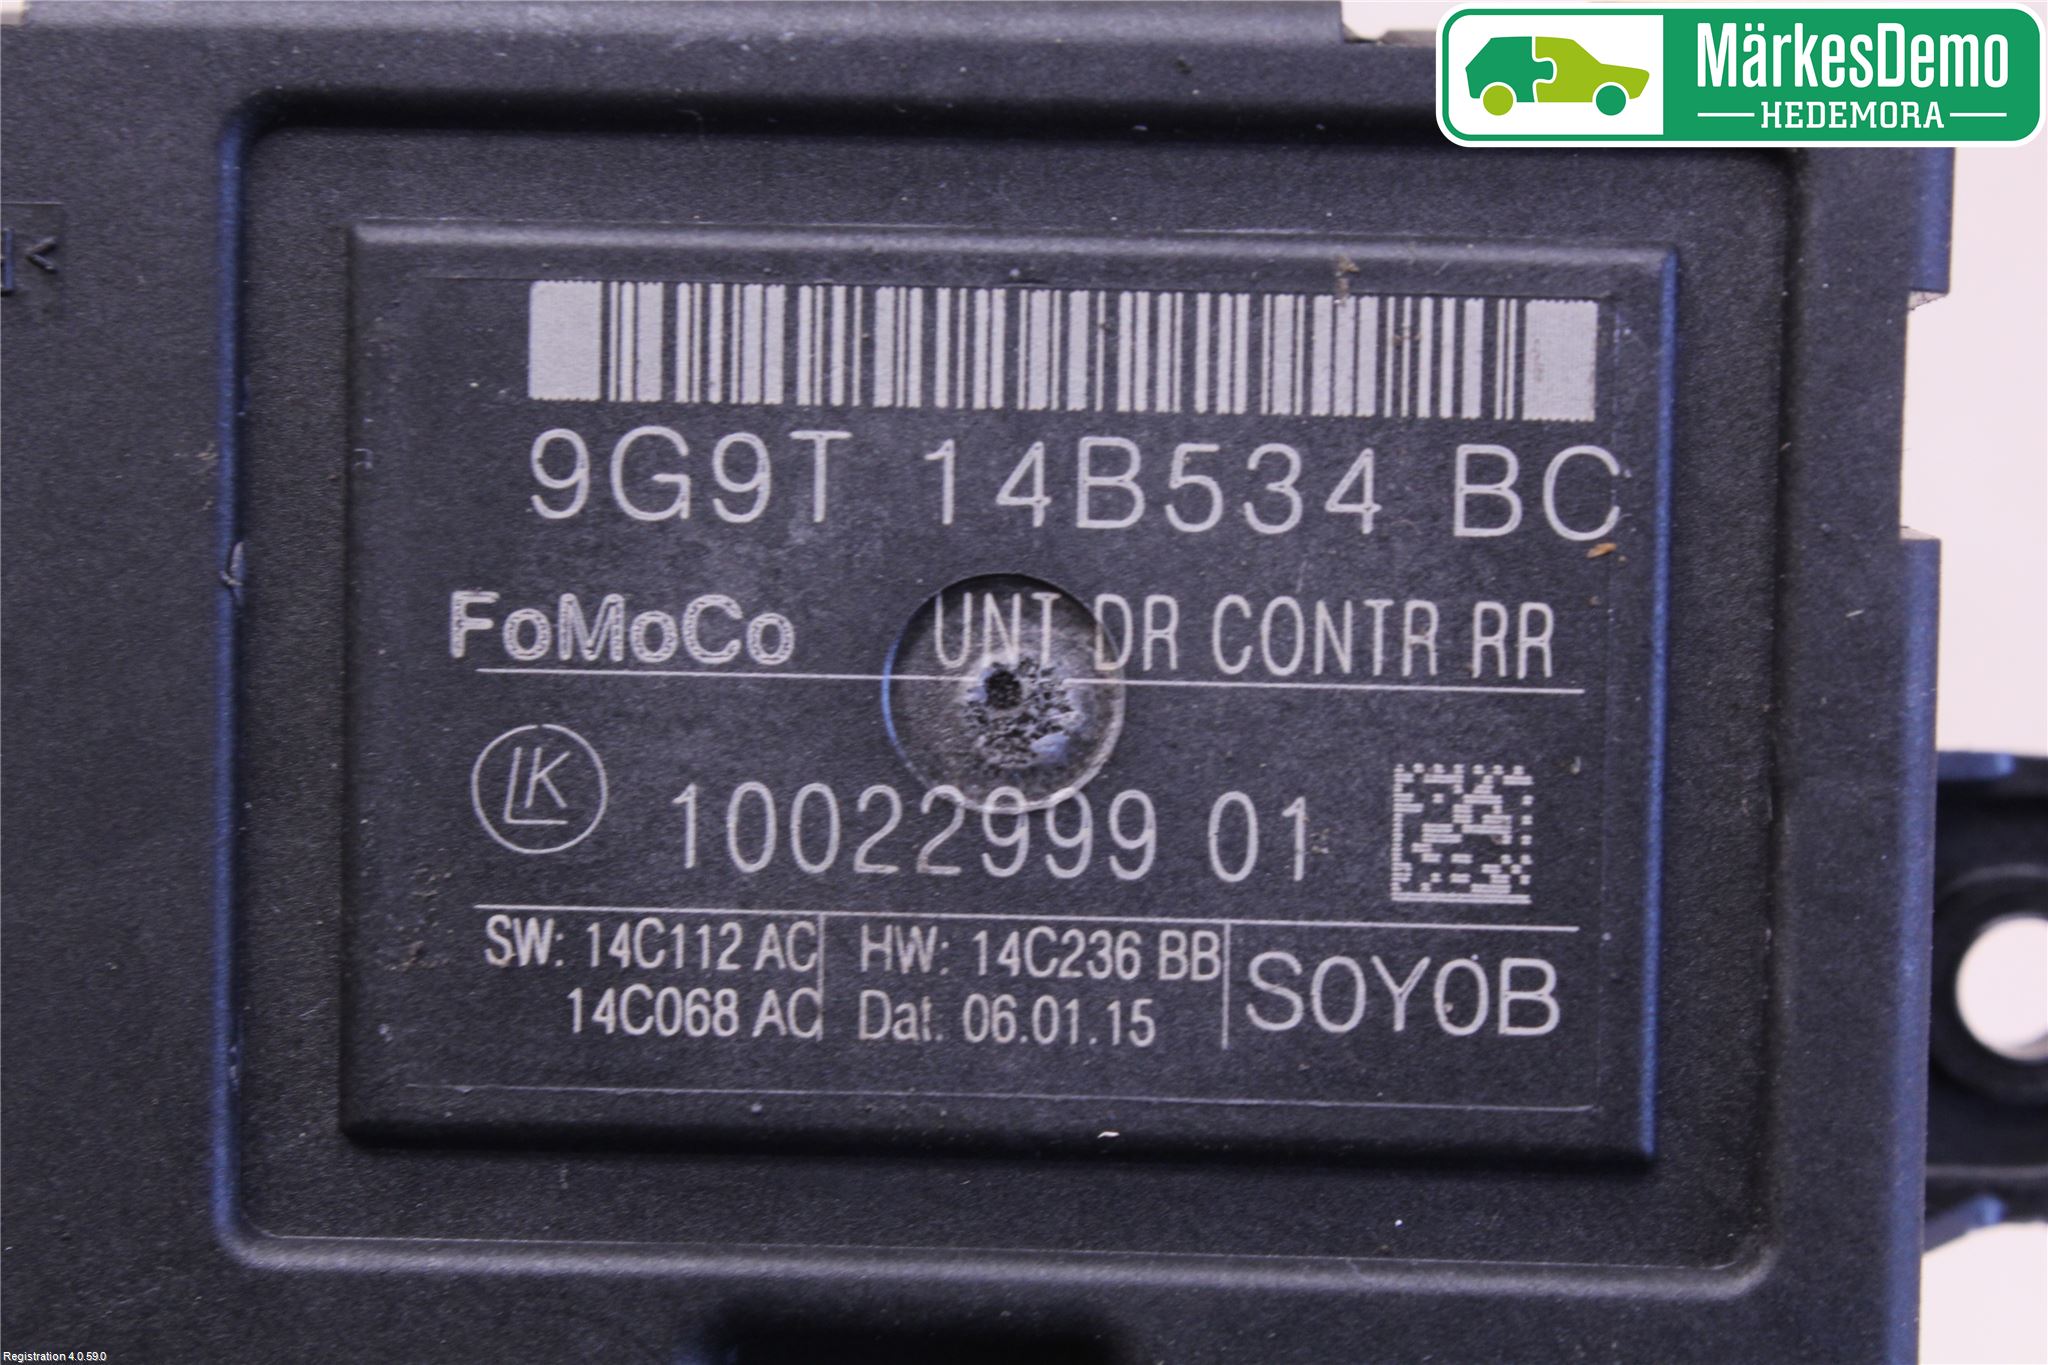 MärkesDemo
HEDEMORA
9G9T 14B534 BC
FoMoCo UNIT DR CONTR RR
LK 10022999 01
SW: 14C112 AC HW: 14C236 BB SOYOB
14C068 AC Dat. 06.01.15
Registration 4.0.59.0